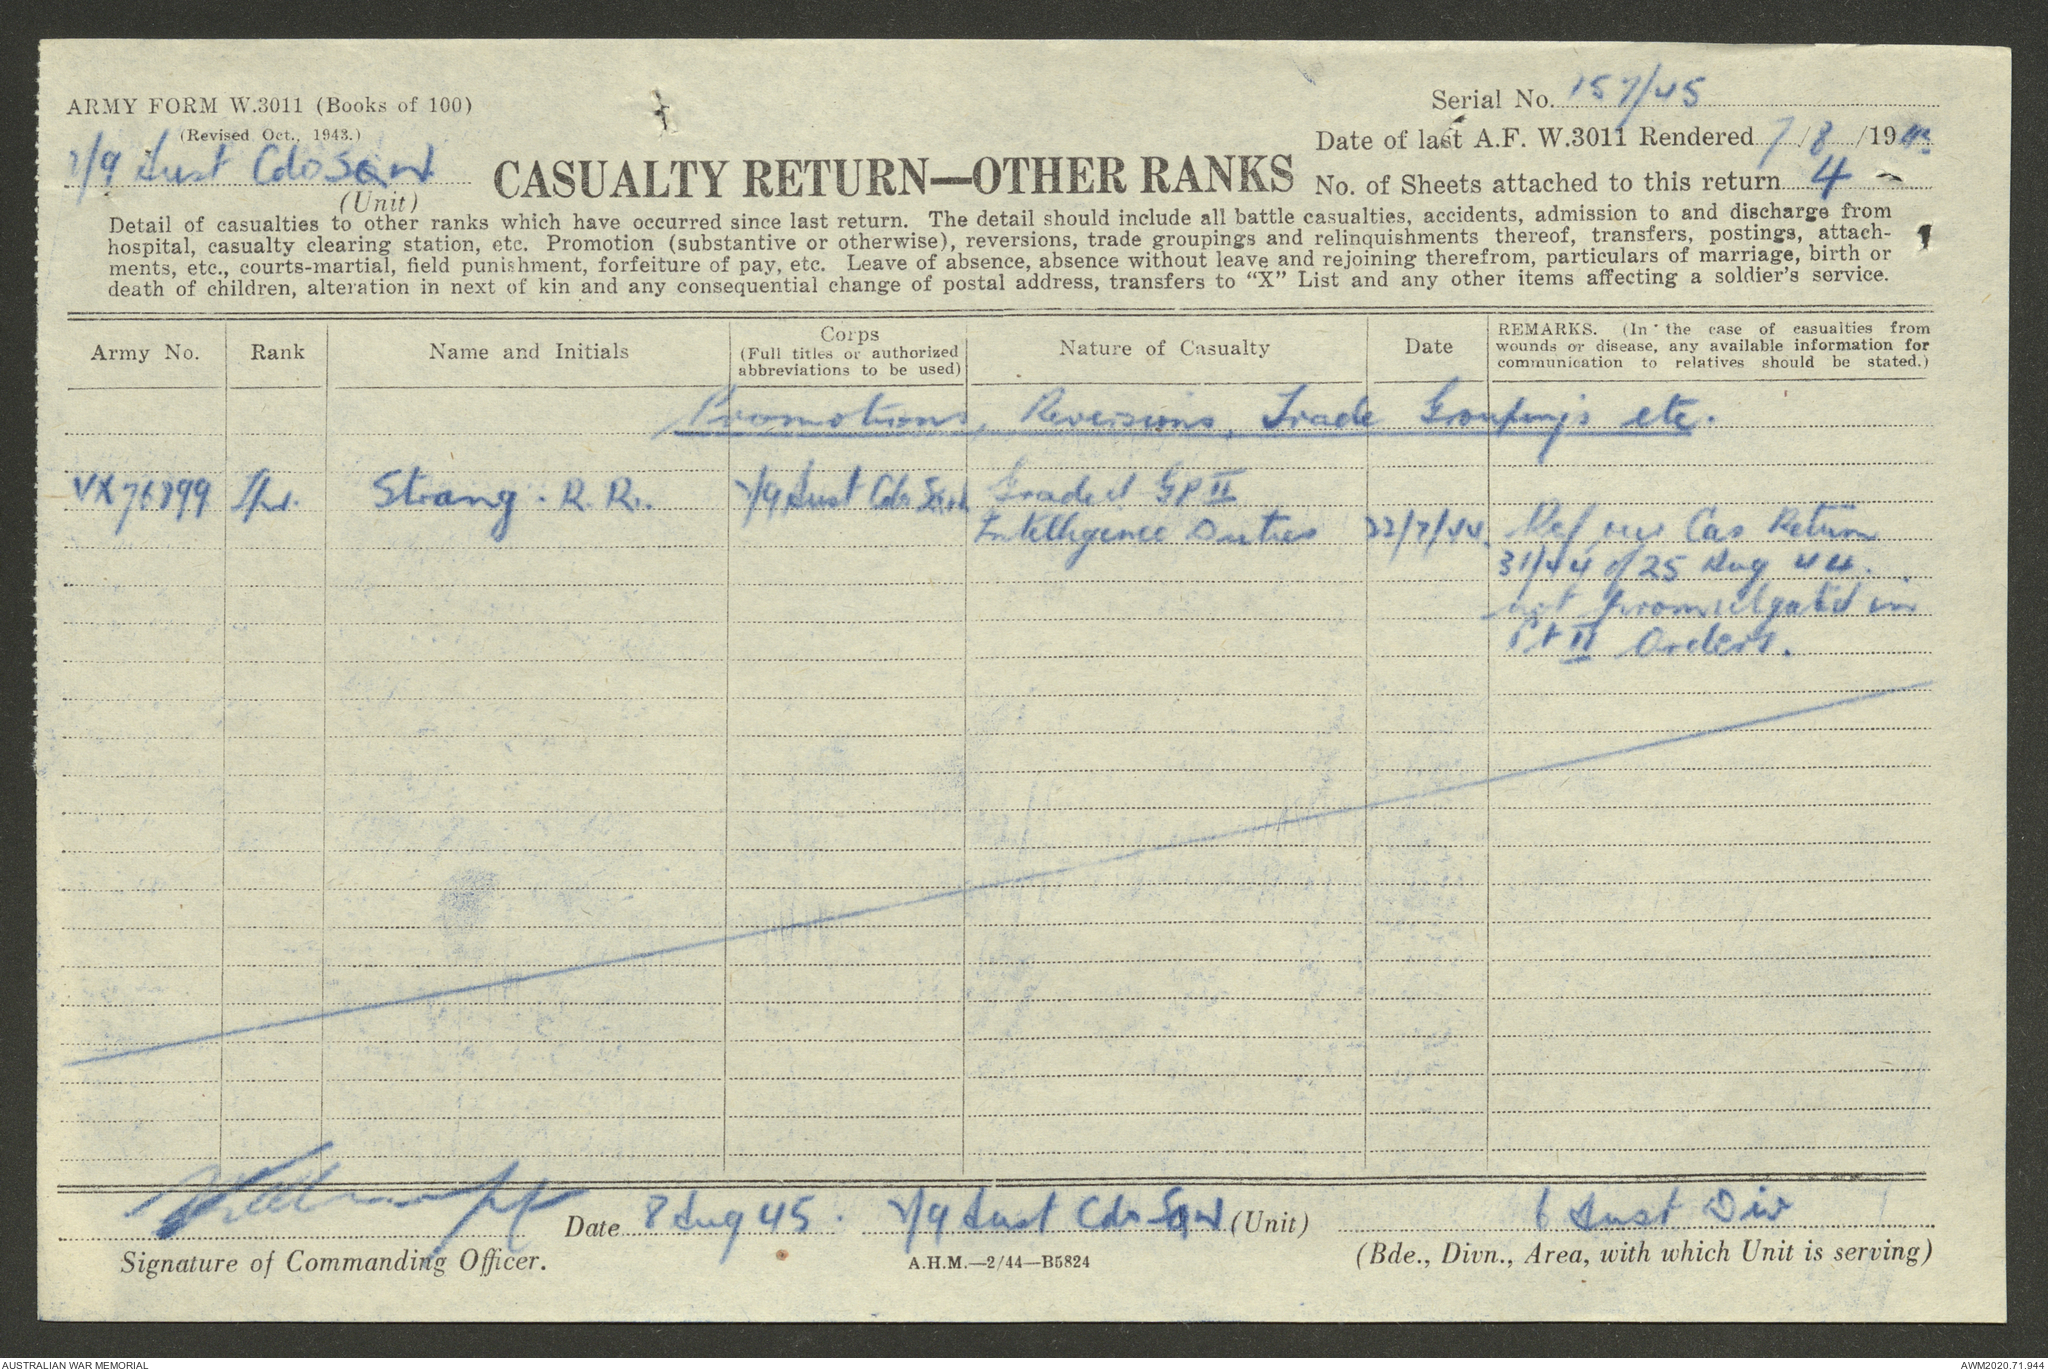 ARMY FORM W.3011 (Books of 100)
(Revised Oct., 1943.)
2/9 Aust Cdo Sqn
(Unit)
Serial No. 157/45
Date of last A.F. W.3011 Rendered 7/8/19
No. of Sheets attached to this return 4
CASUALTY RETURN—OTHER RANKS
Detail of casualties to other ranks which have occurred since last return. The detail should include all battle casualties, accidents, admission to and discharge from
hospital, casualty clearing station, etc. Promotion (substantive or otherwise), reversions, trade groupings and relinquishments thereof, transfers, postings, attach-
ments, etc., courts-martial, field punishment, forfeiture of pay, etc. Leave of absence, absence without leave and rejoining therefrom, particulars of marriage, birth or
death of children, alteration in next of kin and any consequential change of postal address, transfers to “X” List and any other items affecting a soldier's service.
Army No.
Rank
Name and Initials
Corps
(Full titles or authorized
abbreviations to be used)
Nature of Casualty
Date
REMARKS. (In the case of casualties from
wounds or disease, any available information for
communication to relatives should be stated.)
Promotions, Reversions, Trade Groupings etc.
VX76899 Tpr. Strang. R. R. 2/9 Aust Cdo Sqn Graded GP II
Intelligence Duties 22/7/44. Ref our Cas Return
31/44 of 25 Aug 44.
not promulgated in
Pt II Orders.
Date 8 Aug 45. 2/9 Aust Cdo Sqn (Unit) 6 Aust Div
Signature of Commanding Officer.
A.H.M.—2/44—B5824
(Bde., Divn., Area, with which Unit is serving)
AUSTRALIAN WAR MEMORIAL
AWM2020.71.944